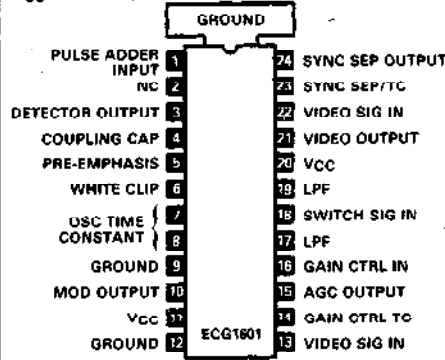 GROUND
PULSE ADDER
INPUT 1
24 SYNC SEP OUTPUT
NC 2
23 SYNC SEP/TC
DETECTOR OUTPUT 3
22 VIDEO SIG IN
COUPLING CAP 4
21 VIDEO OUTPUT
PRE-EMPHASIS 5
20 VCC
WHITE CLIP 6
19 LPF
OSC TIME
CONSTANT
7
18 SWITCH SIG IN
8
17 LPF
GROUND 9
16 GAIN CTRL IN
MOD OUTPUT 10
15 AGC OUTPUT
VCC 11
14 GAIN CTRL TC
GROUND 12
ECG1601
13 VIDEO SIG IN